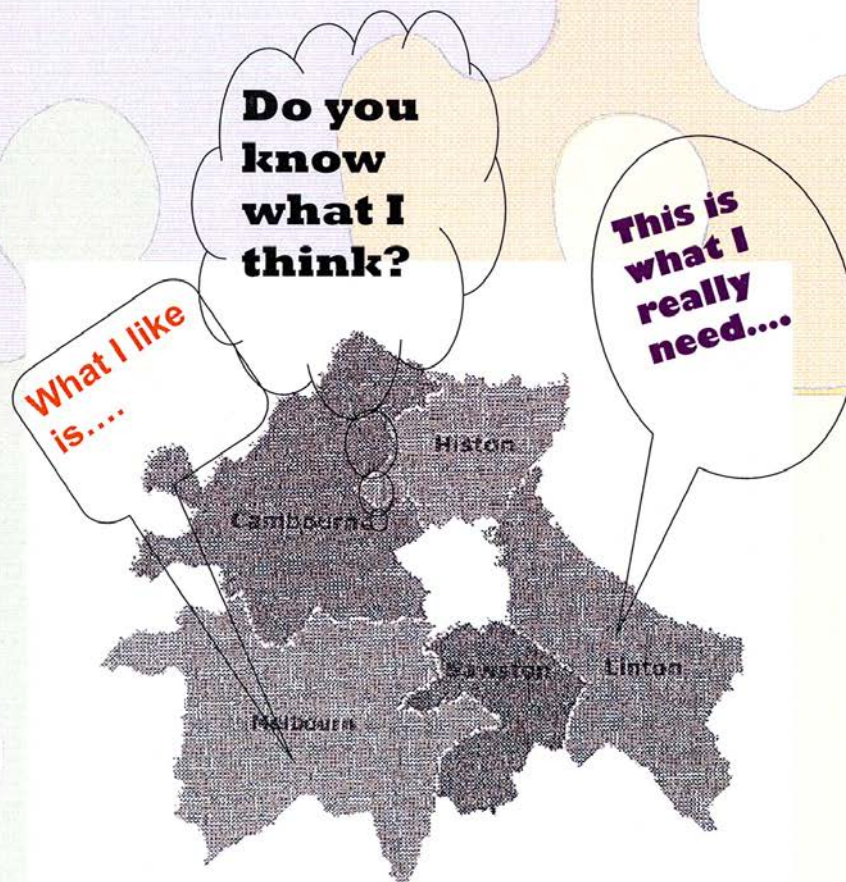 Do you
know
what I
think?
This is
what I
really
need....
What I like
is....
Histon
Cambourne
Sawston
Linton
Melbourn